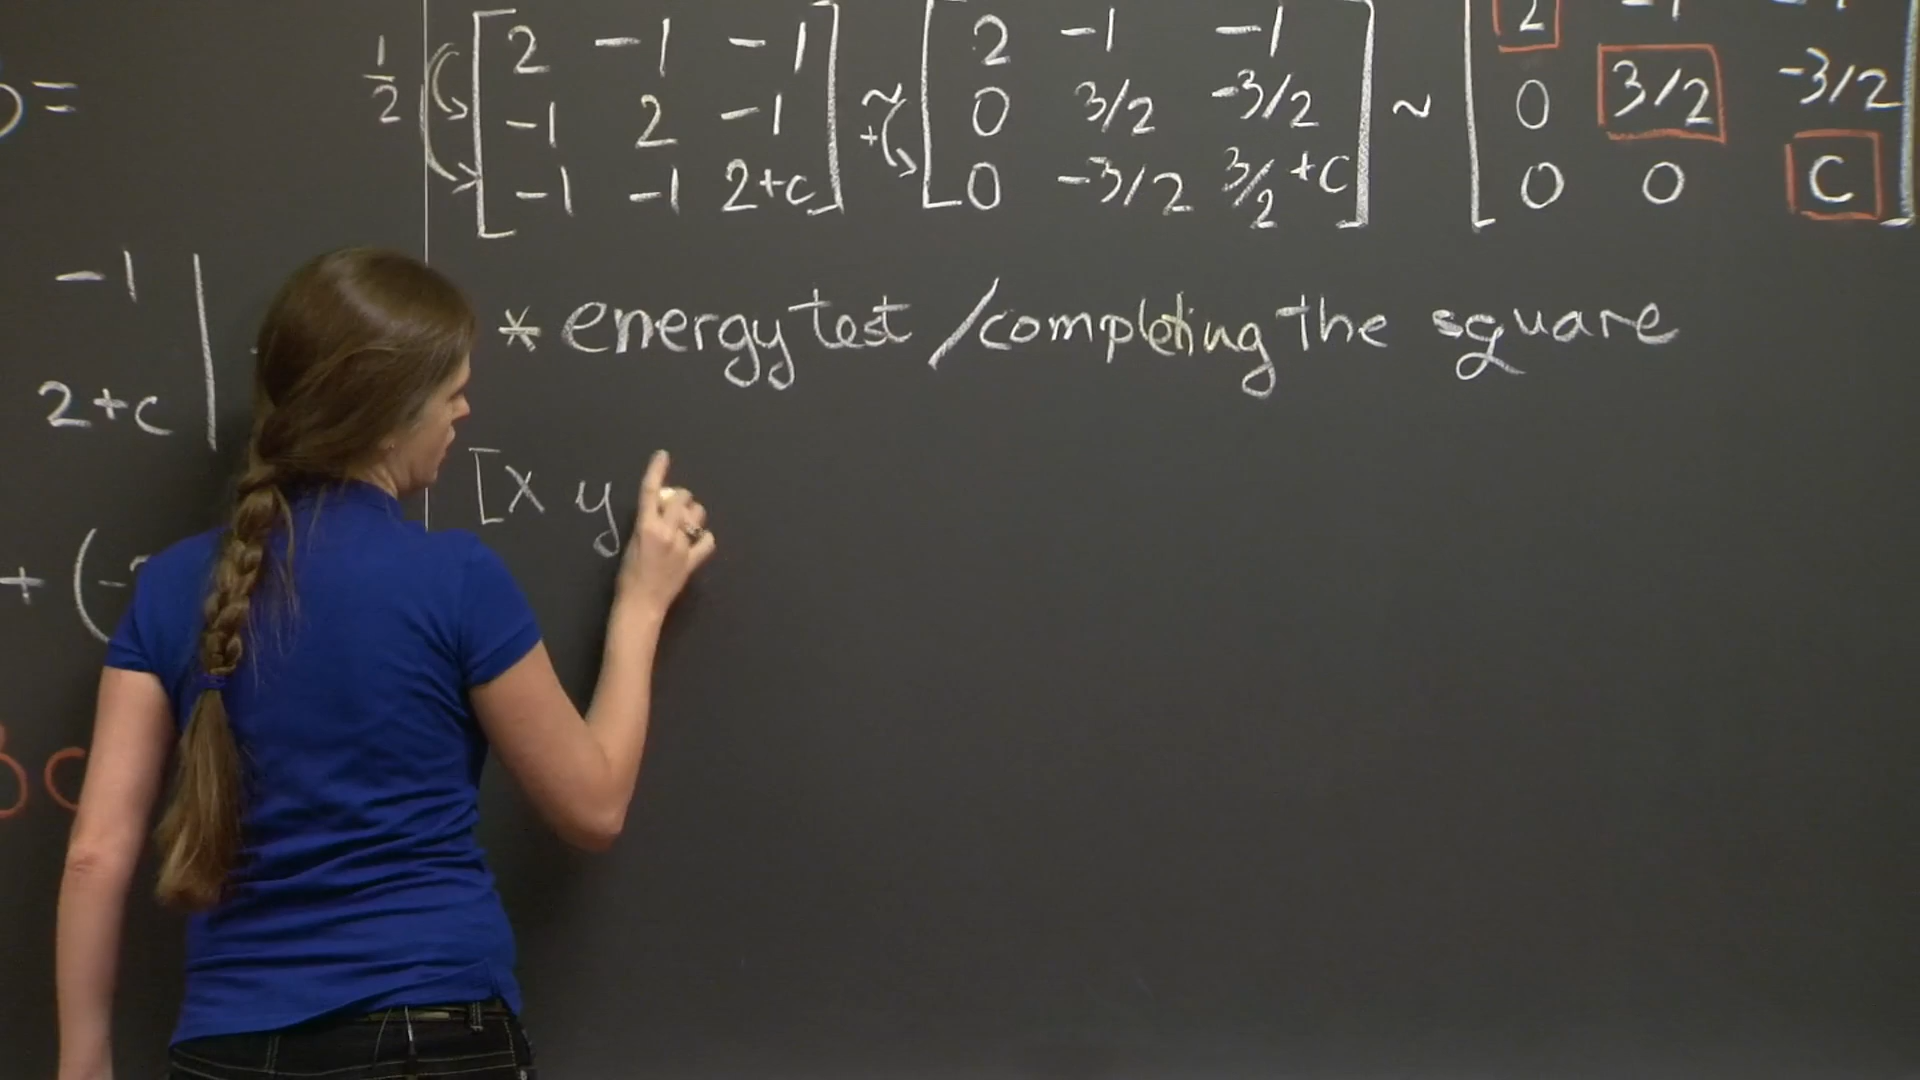 =
1/2 [ 2 -1 -1 ] ~ [ 2 -1 -1 ] ~ [ 2 -1 -1 ]
[ -1 2 -1 ] + [ 0 3/2 -3/2 ] [ 0 3/2 -3/2 ]
[ -1 -1 2+c ] [ 0 -3/2 3/2+c ] [ 0 0 c ]
-1 |
* energy test / completing the square
2+c |
[x y
+ (-